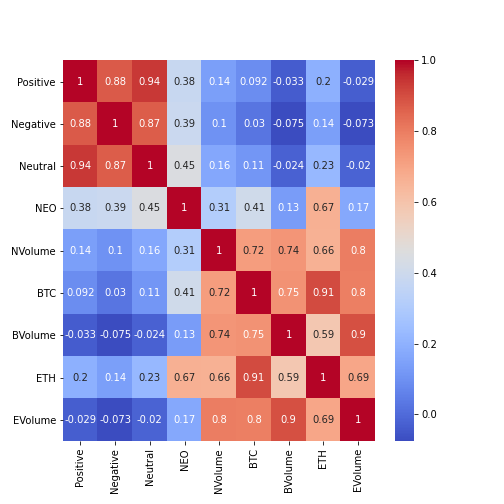 Positive 1 0.88 0.94 0.38 0.14 0.092 -0.033 0.2 -0.029
Negative 0.88 1 0.87 0.39 0.1 0.03 -0.075 0.14 -0.073
Neutral 0.94 0.87 1 0.45 0.16 0.11 -0.024 0.23 -0.02
NEO 0.38 0.39 0.45 1 0.31 0.41 0.13 0.67 0.17
NVolume 0.14 0.1 0.16 0.31 1 0.72 0.74 0.66 0.8
BTC 0.092 0.03 0.11 0.41 0.72 1 0.75 0.91 0.8
BVolume -0.033 -0.075 -0.024 0.13 0.74 0.75 1 0.59 0.9
ETH 0.2 0.14 0.23 0.67 0.66 0.91 0.59 1 0.69
EVolume -0.029 -0.073 -0.02 0.17 0.8 0.8 0.9 0.69 1
Positive Negative Neutral NEO NVolume BTC BVolume ETH EVolume
1.0
0.8
0.6
0.4
0.2
0.0